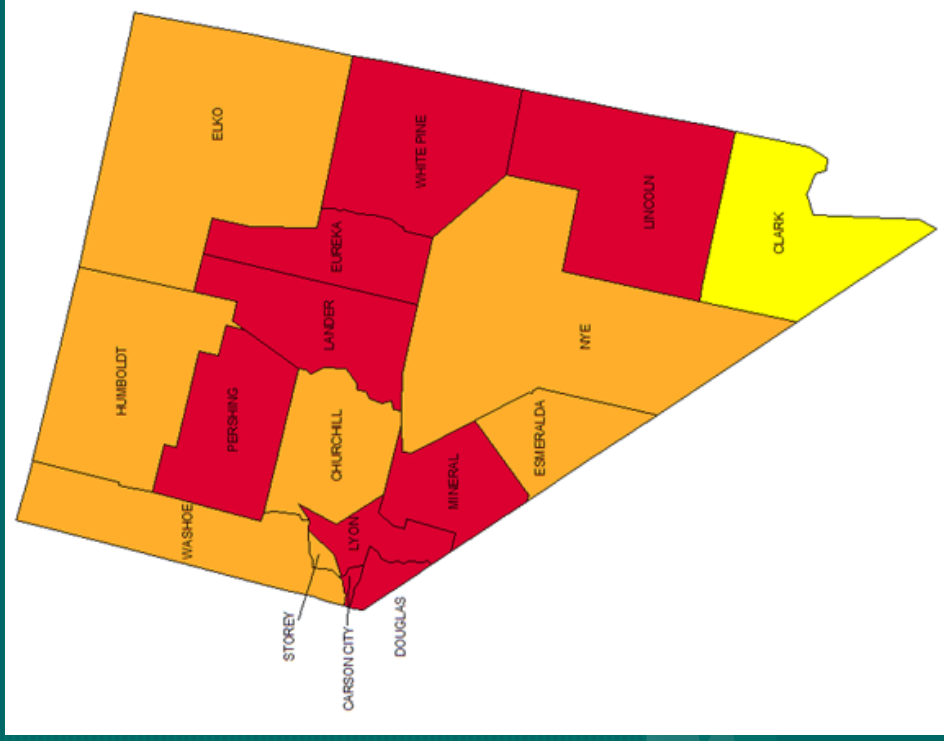 ELKO
WHITE PINE
HUMBOLDT
EUREKA
LINCOLN
LANDER
CLARK
PERSHING
NYE
CHURCHILL
ESMERALDA
WASHOE
MINERAL
LYON
STOREY
CARSON CITY
DOUGLAS